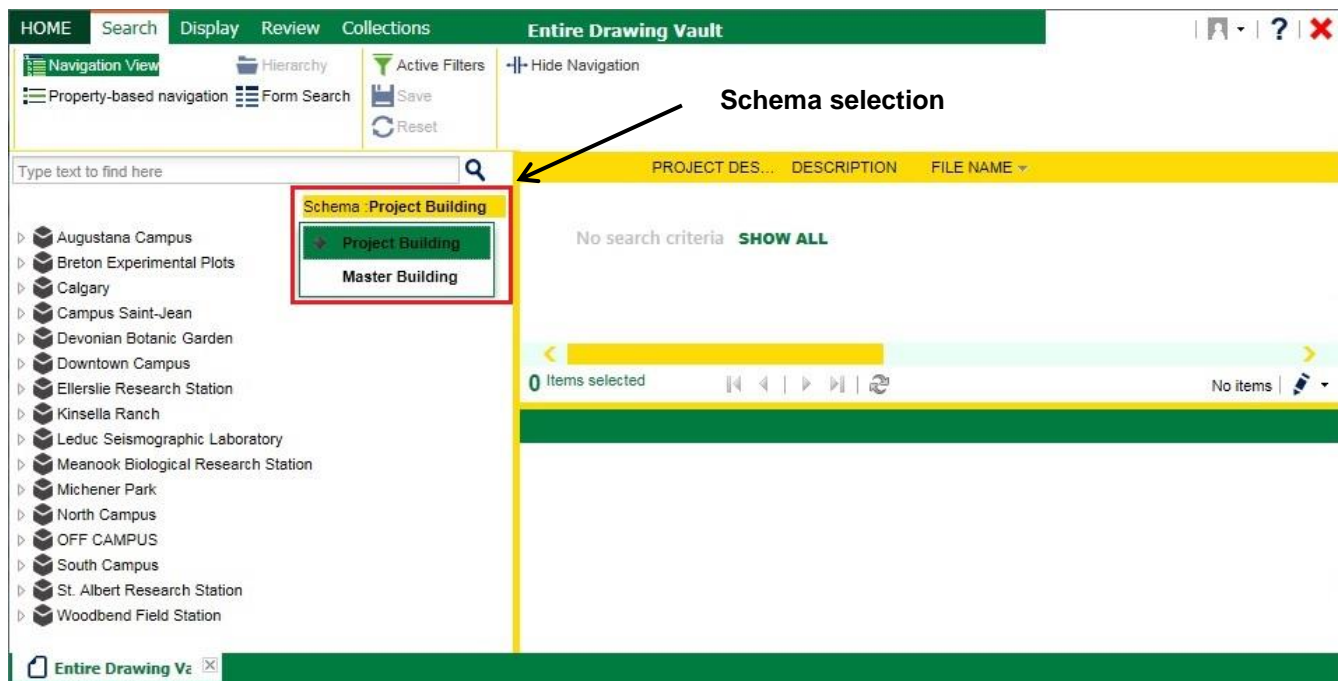 HOME Search Display Review Collections Entire Drawing Vault ?
Navigation View Hierarchy Active Filters Hide Navigation
Property-based navigation Form Search Save
Reset
Schema selection
Type text to find here
PROJECT DES... DESCRIPTION FILE NAME
Schema :Project Building
Project Building
Master Building
Augustana Campus
Breton Experimental Plots
Calgary
Campus Saint-Jean
Devonian Botanic Garden
Downtown Campus
Ellerslie Research Station
Kinsella Ranch
Leduc Seismographic Laboratory
Meanook Biological Research Station
Michener Park
North Campus
OFF CAMPUS
South Campus
St. Albert Research Station
Woodbend Field Station
No search criteria SHOW ALL
0 Items selected No items
Entire Drawing Va